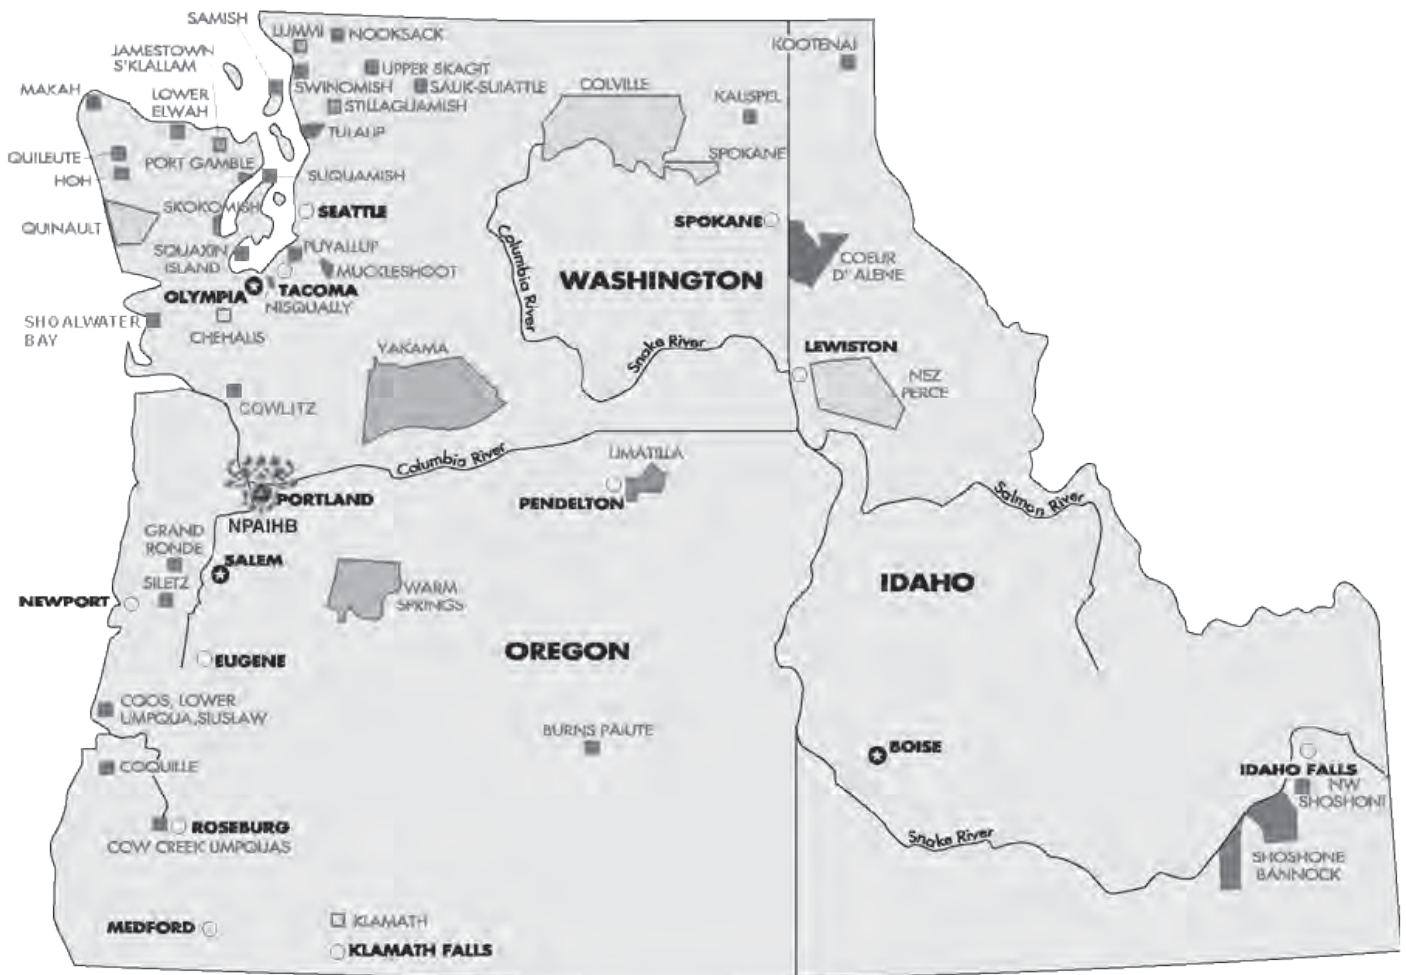 SAMISH
LUMMI
NOOKSACK
KOOTENAI
JAMESTOWN
S'KLALLAM
UPPER SKAGIT
MAKAH
LOWER
ELWAH
SWINOMISH
SAUK-SUIATTLE
COLVILLE
KALISPEL
STILLAGUAMISH
TULALIP
QUILEUTE
PORT GAMBLE
SPOKANE
HOH
SUQUAMISH
SKOKOMISH
SEATTLE
SPOKANE
QUINAULT
SQUAXIN
ISLAND
PUYALLUP
MUCKLESHOOT
Columbia River
WASHINGTON
COEUR
D' ALENE
OLYMPIA
TACOMA
NISQUALLY
SHOALWATER
BAY
CHEHALIS
YAKAMA
Snake River
LEWISTON
NEZ
PERCE
COWLITZ
Columbia River
UMATILLA
PORTLAND
PENDELTON
Salmon River
NPAIHB
GRAND
RONDE
SALEM
SILETZ
WARM
SPRINGS
IDAHO
NEWPORT
OREGON
EUGENE
COOS, LOWER
UMPQUA,SIUSLAW
BURNS PAIUTE
BOISE
COQUILLE
IDAHO FALLS
NW
SHOSHONI
ROSEBURG
COW CREEK UMPQUAS
Snake River
SHOSHONE
BANNOCK
KLAMATH
MEDFORD
KLAMATH FALLS